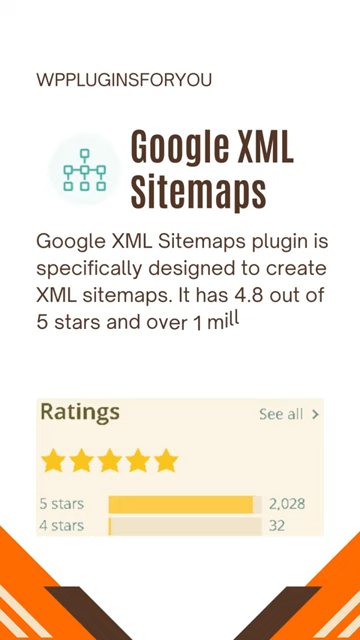 WPPLUGINSFORYOU
Google XML
Sitemaps
Google XML Sitemaps plugin is
specifically designed to create
XML sitemaps. It has 4.8 out of
5 stars and over 1 mill
Ratings
See all >
5 stars 2,028
4 stars 32